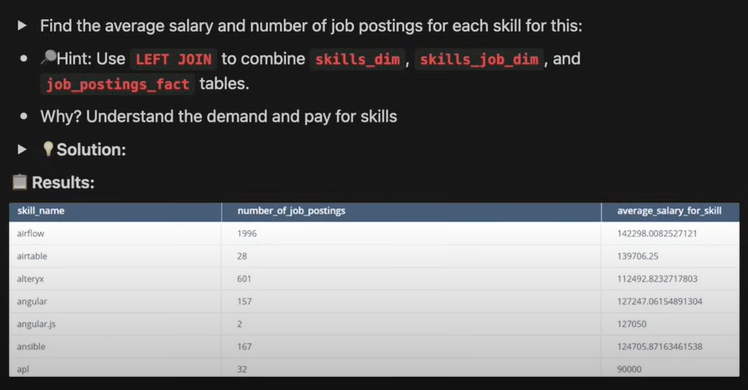 Find the average salary and number of job postings for each skill for this:
🔎Hint: Use LEFT JOIN to combine skills_dim, skills_job_dim, and
job_postings_fact tables.
Why? Understand the demand and pay for skills
💡Solution:
📋 Results:
skill_name number_of_job_postings average_salary_for_skill
airflow 1996 142298.0082527121
airtable 28 139706.25
alteryx 601 112492.8232717803
angular 157 127247.06154891304
angular.js 2 127050
ansible 167 124705.87163461538
apl 32 90000